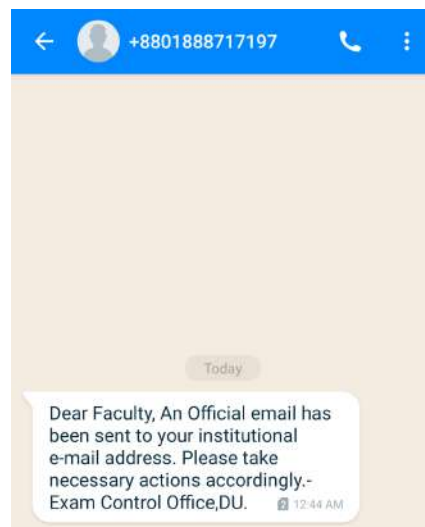 +8801888717197
Today
Dear Faculty, An Official email has
been sent to your institutional
e-mail address. Please take
necessary actions accordingly.-
Exam Control Office,DU.
2 12:44 AM